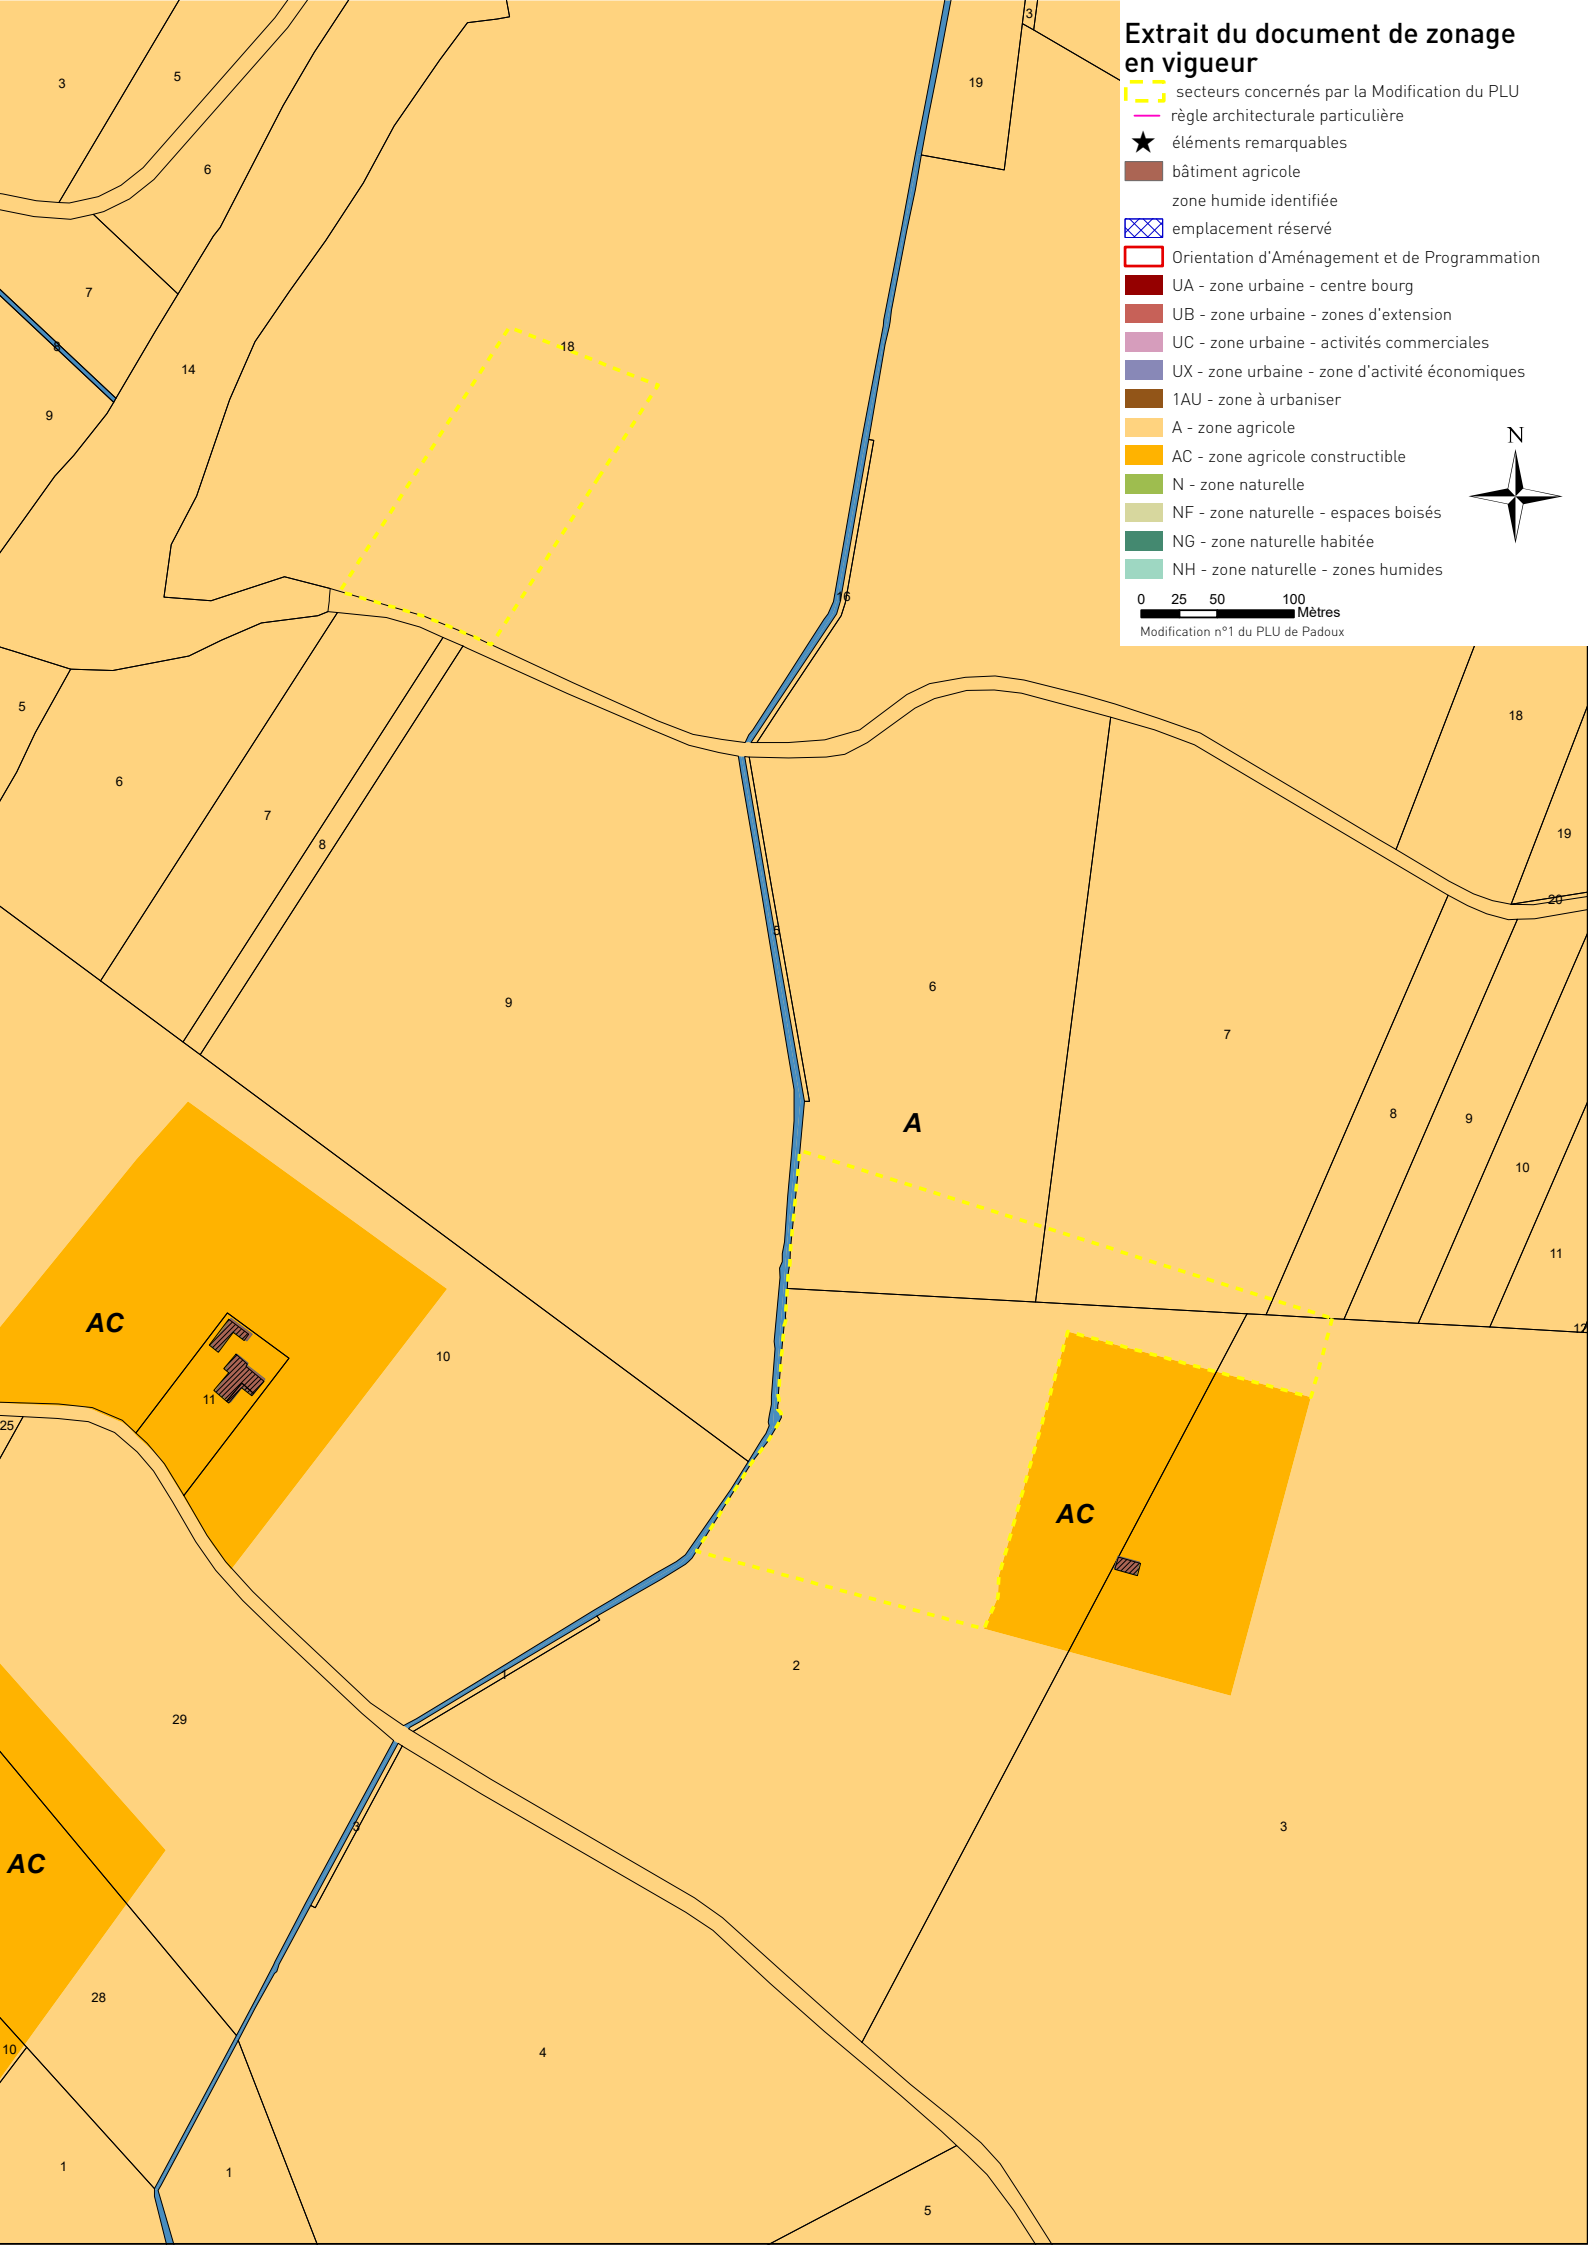 Extrait du document de zonage
en vigueur
secteurs concernés par la Modification du PLU
règle architecturale particulière
éléments remarquables
bâtiment agricole
zone humide identifiée
emplacement réservé
Orientation d'Aménagement et de Programmation
UA - zone urbaine - centre bourg
UB - zone urbaine - zones d'extension
UC - zone urbaine - activités commerciales
UX - zone urbaine - zone d'activité économiques
1AU - zone à urbaniser
A - zone agricole
AC - zone agricole constructible
N - zone naturelle
NF - zone naturelle - espaces boisés
NG - zone naturelle habitée
NH - zone naturelle - zones humides
N
0 25 50 100
Mètres
Modification n°1 du PLU de Padoux
3
3
5
19
6
7
8
14
18
9
16
5
18
6
7
8
19
20
5
9
6
7
A
8
9
10
11
12
AC
10
11
25
AC
2
1
29
3
3
AC
28
10
4
1
1
5